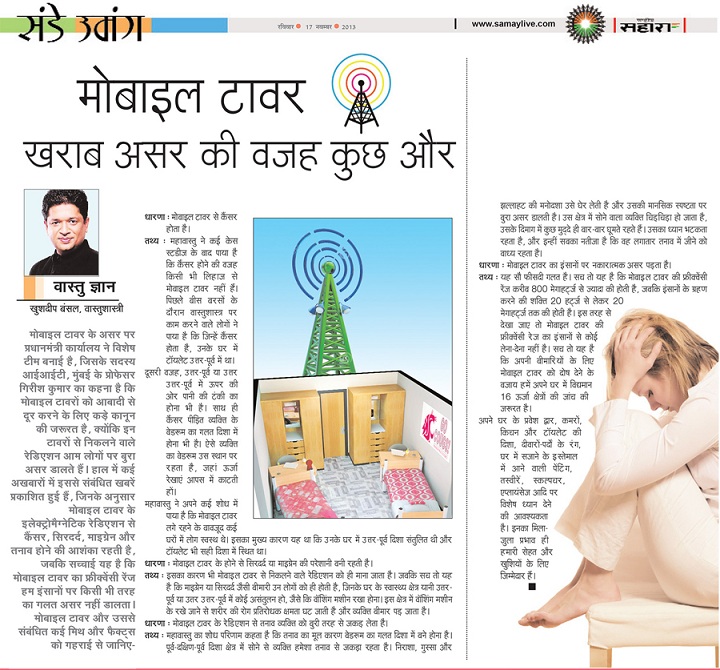 संडे उमंग
रविवार 17 नवम्बर 2013
www.samaylive.com
सहारा
मोबाइल टावर
खराब असर की वजह कुछ और
वास्तु ज्ञान
खुशदीप बंसल, वास्तुशास्त्री
मोबाइल टावर के असर पर
प्रधानमंत्री कार्यालय ने विशेष
टीम बनाई है, जिसके सदस्य
आईआईटी, मुंबई के प्रोफेसर
गिरीश कुमार का कहना है कि
मोबाइल टावरों को आबादी से
दूर करने के लिए कड़े कानून
की जरूरत है, क्योंकि इन
टावरों से निकलने वाले
रेडिएशन आम लोगों पर बुरा
असर डालते हैं। हाल में कई
अखबारों में इससे संबंधित खबरें
प्रकाशित हुई हैं, जिनके अनुसार
मोबाइल टावर के
इलेक्ट्रोमैग्नेटिक रेडिएशन से
कैंसर, सिरदर्द, माइग्रेन और
तनाव होने की आशंका रहती है,
जबकि सच्चाई यह है कि
मोबाइल टावर का फ्रीक्वेंसी रेंज
हम इंसानों पर किसी भी तरह
का गलत असर नहीं डालता।
मोबाइल टावर और उससे
संबंधित कई मिथ और फैक्ट्स
को गहराई से जानिए-
धारणा : मोबाइल टावर से कैंसर
होता है।
तथ्य : महावास्तु ने कई केस
स्टडीज के बाद पाया है
कि कैंसर होने की वजह
किसी भी लिहाज से
मोबाइल टावर नहीं हैं।
पिछले बीस बरसों के
दौरान वास्तुशास्त्र पर
काम करने वाले लोगों ने
पाया है कि जिन्हें कैंसर
होता है, उनके घर में
टॉयलेट उत्तर-पूर्व में था।
दूसरी वजह, उत्तर-पूर्व या उत्तर
उत्तर-पूर्व में ऊपर की
ओर पानी की टंकी का
होना भी है। साथ ही
कैंसर पीड़ित व्यक्ति के
बेडरूम का गलत दिशा में
होना भी है। ऐसे व्यक्ति
का बेडरूम उस स्थान पर
रहता है, जहां ऊर्जा
रेखाएं आपस में काटती
हों।
महावास्तु ने अपने कई शोध में
पाया है कि मोबाइल टावर
लगे रहने के बावजूद कई
घरों में लोग स्वस्थ थे। इसका मुख्य कारण यह था कि उनके घर में उत्तर-पूर्व दिशा संतुलित थी और
टॉयलेट भी सही दिशा में स्थित था।
धारणा : मोबाइल टावर के होने से सिरदर्द या माइग्रेन की परेशानी बनी रहती है।
तथ्य : इसका कारण भी मोबाइल टावर से निकलने वाले रेडिएशन को ही माना जाता है। जबकि सच तो यह
है कि माइग्रेन या सिरदर्द जैसी बीमारी उन लोगों को ही होती है, जिनके घर के स्वास्थ्य क्षेत्र यानी उत्तर-
पूर्व या उत्तर उत्तर-पूर्व में कोई असंतुलन हो, जैसे कि वॉशिंग मशीन रखा होना। इस क्षेत्र में वॉशिंग मशीन
के रखे जाने से शरीर की रोग प्रतिरोधक क्षमता घट जाती है और व्यक्ति बीमार पड़ जाता है।
धारणा : मोबाइल टावर के रेडिएशन से तनाव व्यक्ति को बुरी तरह से जकड़ लेता है।
तथ्य : महावास्तु का शोध परिणाम कहता है कि तनाव का मूल कारण बेडरूम का गलत दिशा में बने होना है।
पूर्व-दक्षिण-पूर्व दिशा क्षेत्र में सोने से व्यक्ति हमेशा तनाव से जकड़ा रहता है। निराशा, गुस्सा और
झल्लाहट की मनोदशा उसे घेर लेती है और उसकी मानसिक स्पष्टता पर
बुरा असर डालती है। उस क्षेत्र में सोने वाला व्यक्ति चिड़चिड़ा हो जाता है,
उसके दिमाग में कुछ मुद्दे ही बार-बार घूमते रहते हैं। उसका ध्यान भटकता
रहता है, और इन्हीं सबका नतीजा है कि वह लगातार तनाव में जीने को
बाध्य रहता है।
धारणा : मोबाइल टावर का इंसानों पर नकारात्मक असर पड़ता है।
तथ्य : यह सौ फीसदी गलत है। सच तो यह है कि मोबाइल टावर की फ्रीक्वेंसी
रेंज करीब 800 मेगाहर्ट्ज से ज्यादा की होती है, जबकि इंसानों के ग्रहण
करने की शक्ति 20 हर्ट्ज से लेकर 20
मेगाहर्ट्ज तक की होती है। इस तरह से
देखा जाए तो मोबाइल टावर की
फ्रीक्वेंसी रेंज का इंसानों से कोई
लेना-देना नहीं है। सच तो यह है
कि अपनी बीमारियों के लिए
मोबाइल टावर को दोष देने के
बजाय हमें अपने घर में विद्यमान
16 ऊर्जा क्षेत्रों की जांच की
जरूरत है।
अपने घर के प्रवेश द्वार, कमरों,
किचन और टॉयलेट की
दिशा, दीवारों-पर्दों के रंग,
घर में सजाने के इस्तेमाल
में आने वाली पेंटिंग,
तस्वीरें, स्कल्पचर,
एप्लायंसेज आदि पर
विशेष ध्यान देने
की आवश्यकता
है। इनका मिला-
जुला प्रभाव ही
हमारी सेहत और
खुशियों के लिए
जिम्मेदार हैं।